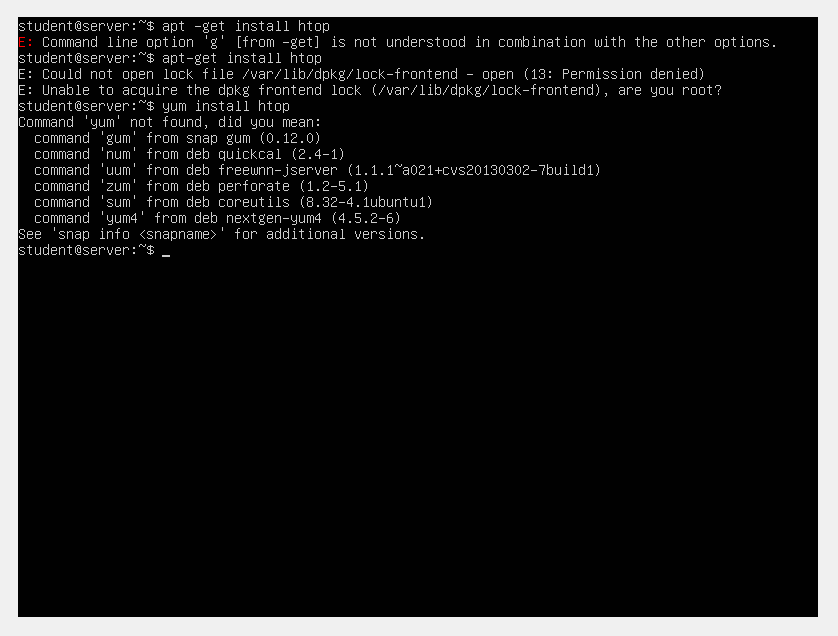 student@server:~$ apt -get install htop
E: Command line option 'g' [from -get] is not understood in combination with the other options.
student@server:~$ apt-get install htop
E: Could not open lock file /var/lib/dpkg/lock-frontend - open (13: Permission denied)
E: Unable to acquire the dpkg frontend lock (/var/lib/dpkg/lock-frontend), are you root?
student@server:~$ yum install htop
Command 'yum' not found, did you mean:
  command 'gum' from snap gum (0.12.0)
  command 'num' from deb quickcal (2.4-1)
  command 'uum' from deb freewnn-jserver (1.1.1~a021+cvs20130302-7build1)
  command 'zum' from deb perforate (1.2-5.1)
  command 'sum' from deb coreutils (8.32-4.1ubuntu1)
  command 'yum4' from deb nextgen-yum4 (4.5.2-6)
See 'snap info <snapname>' for additional versions.
student@server:~$ _